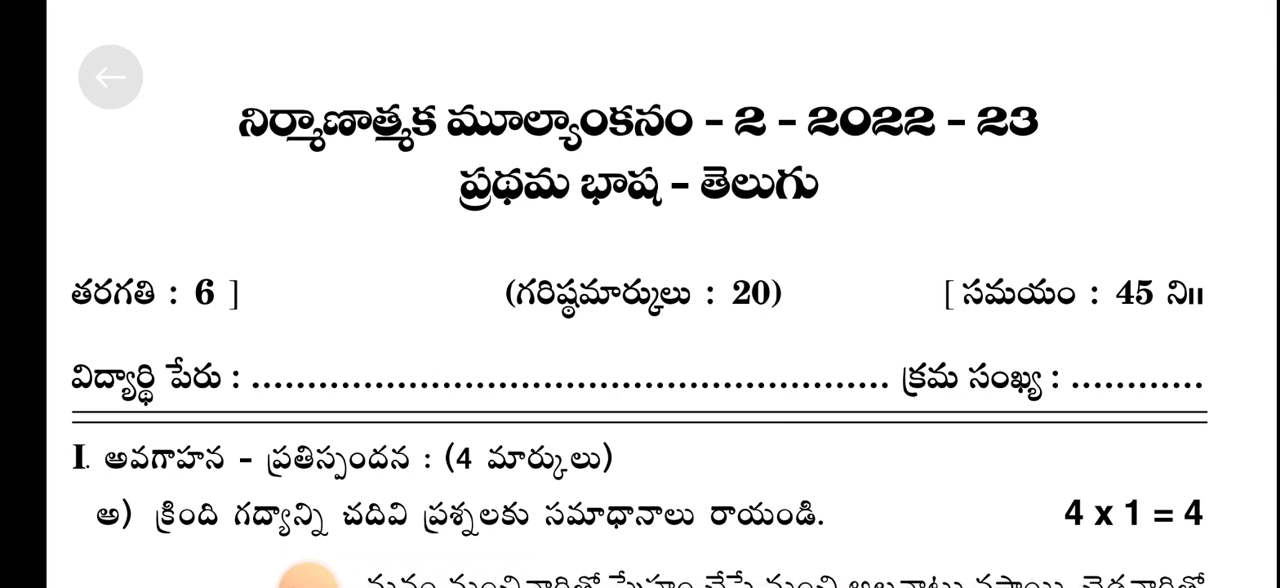 నిర్మాణాత్మక మూల్యాంకనం - 2 - 2022 - 23
ప్రథమ భాష - తెలుగు
తరగతి : 6 ] (గరిష్ఠమార్కులు : 20) [ సమయం : 45 ని॥
విద్యార్థి పేరు : ......................................................... క్రమ సంఖ్య : ............
I. అవగాహన - ప్రతిస్పందన : (4 మార్కులు)
అ) క్రింది గద్యాన్ని చదివి ప్రశ్నలకు సమాధానాలు రాయండి. 4 x 1 = 4